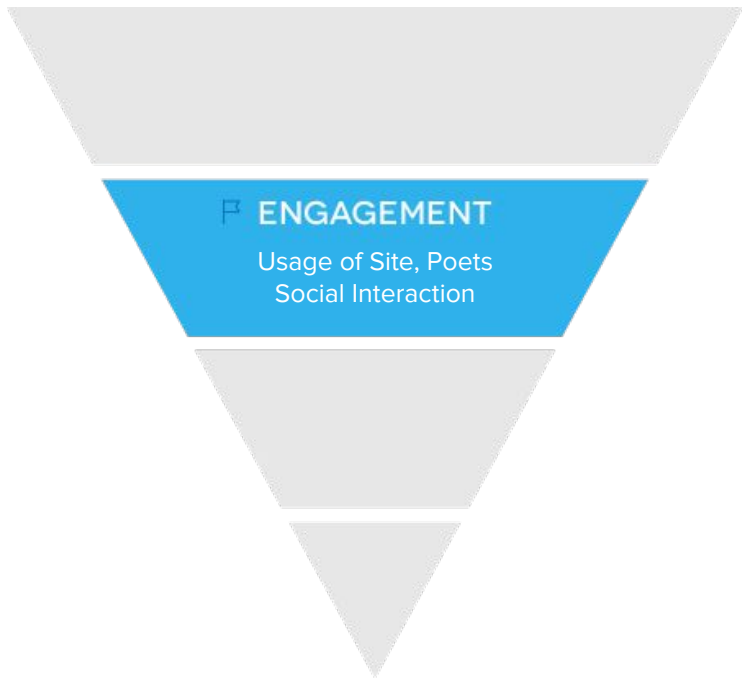 ENGAGEMENT
Usage of Site, Poets
Social Interaction